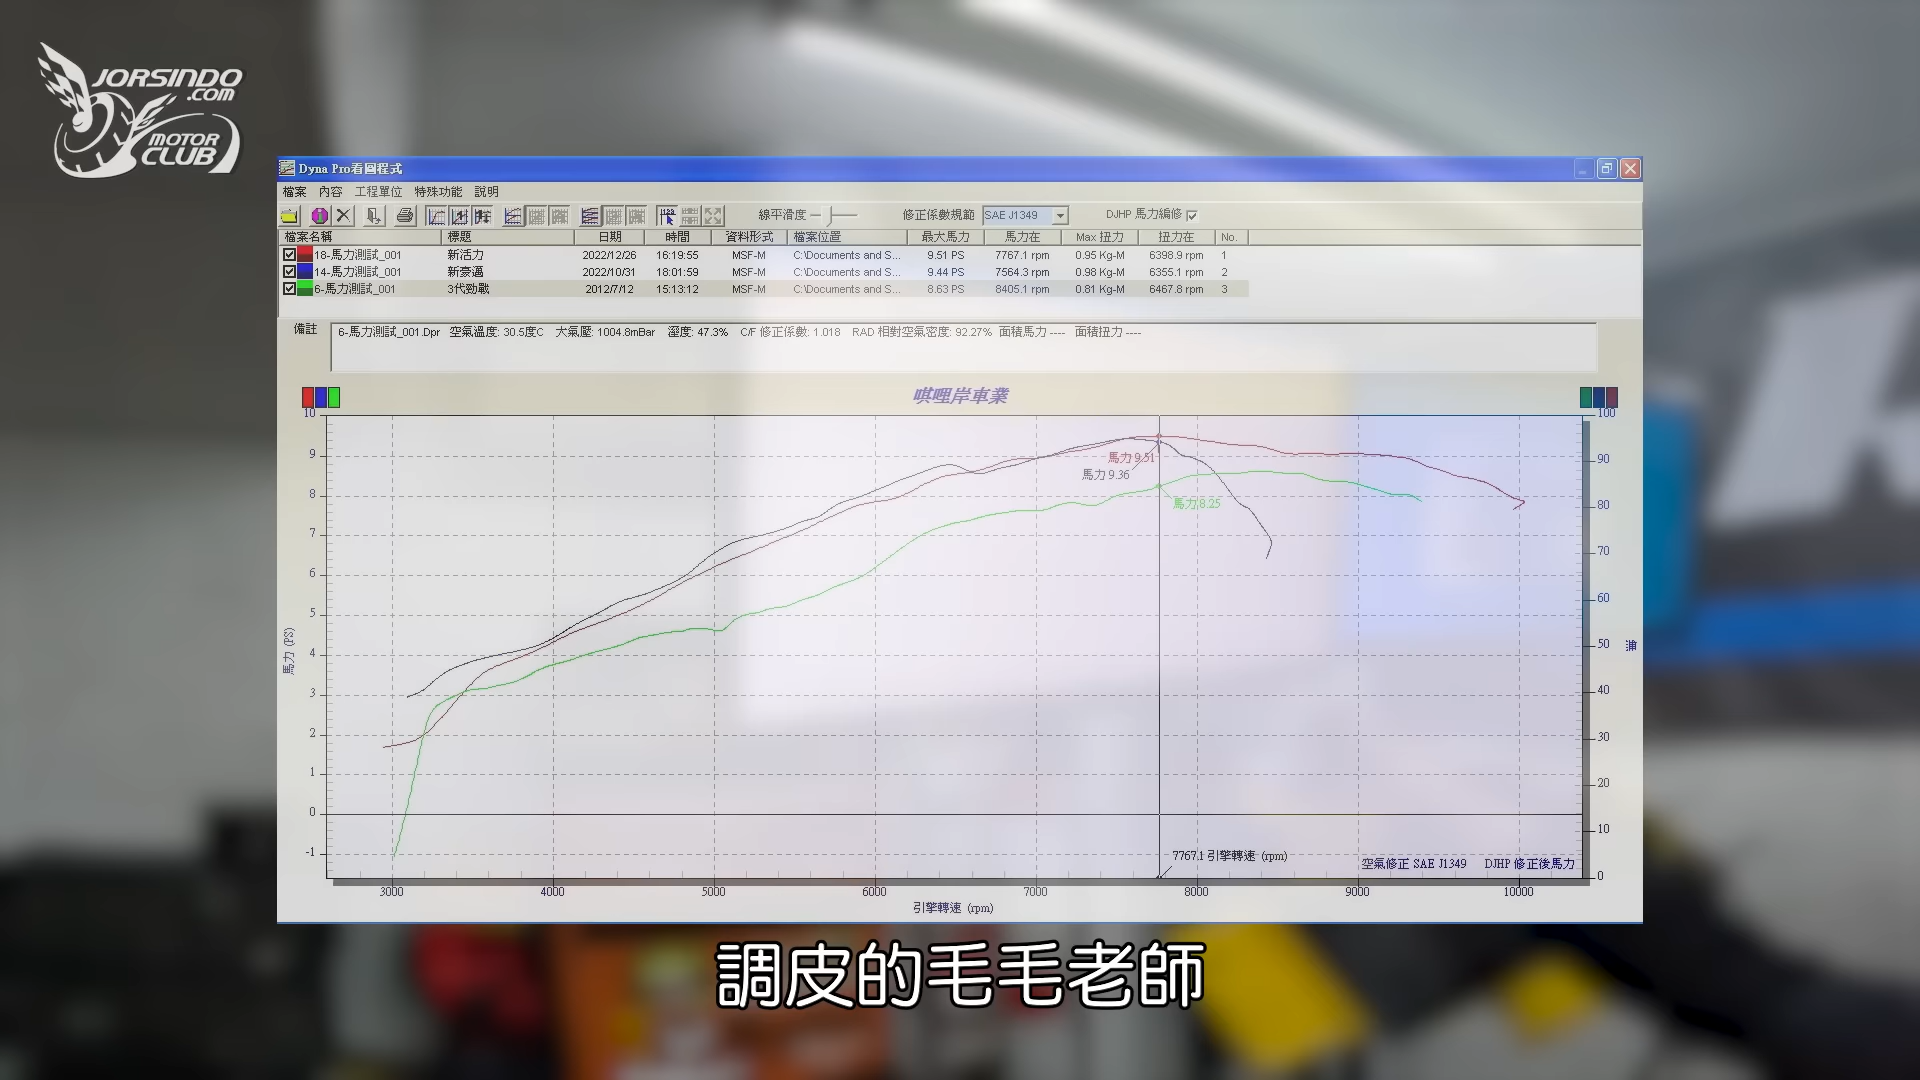 JORSINDO
.COM
MOTOR
CLUB
Dyna Pro看圖程式
檔案 內容 工程單位 特殊功能 說明
線平滑度 修正係數規範 SAE J1349 DJHP 馬力編修
檔案名稱 標題 日期 時間 資料形式 檔案位置 最大馬力 馬力在 Max 扭力 扭力在 No.
18-馬力測試_001 新活力 2022/12/26 16:19:55 MSF-M C:\Documents and S... 9.51 PS 7767.1 rpm 0.95 Kg-M 6398.9 rpm 1
14-馬力測試_001 新豪邁 2022/10/31 18:01:59 MSF-M C:\Documents and S... 9.44 PS 7564.3 rpm 0.98 Kg-M 6355.1 rpm 2
6-馬力測試_001 3代勁戰 2012/7/12 15:13:12 MSF-M C:\Documents and S... 8.63 PS 8405.1 rpm 0.81 Kg-M 6467.8 rpm 3
備註 6-馬力測試_001.Dpr 空氣溫度: 30.5度C 大氣壓: 1004.8mBar 溼度: 47.3% C/F 修正係數: 1.018 RAD 相對空氣密度: 92.27% 面積馬力 ---- 面積扭力 ----
唭哩岸車業
10 100
9 90
8 80
7 70
6 60
5 50
4 40
3 30
2 20
1 10
0 0
-1
馬力 (PS)
馬力 9.51
馬力 9.36
馬力 8.25
7767.1 引擎轉速 (rpm)
空氣修正 SAE J1349 DJHP 修正後馬力
3000 4000 5000 6000 7000 8000 9000 10000
引擎轉速 (rpm)
調皮的毛毛老師